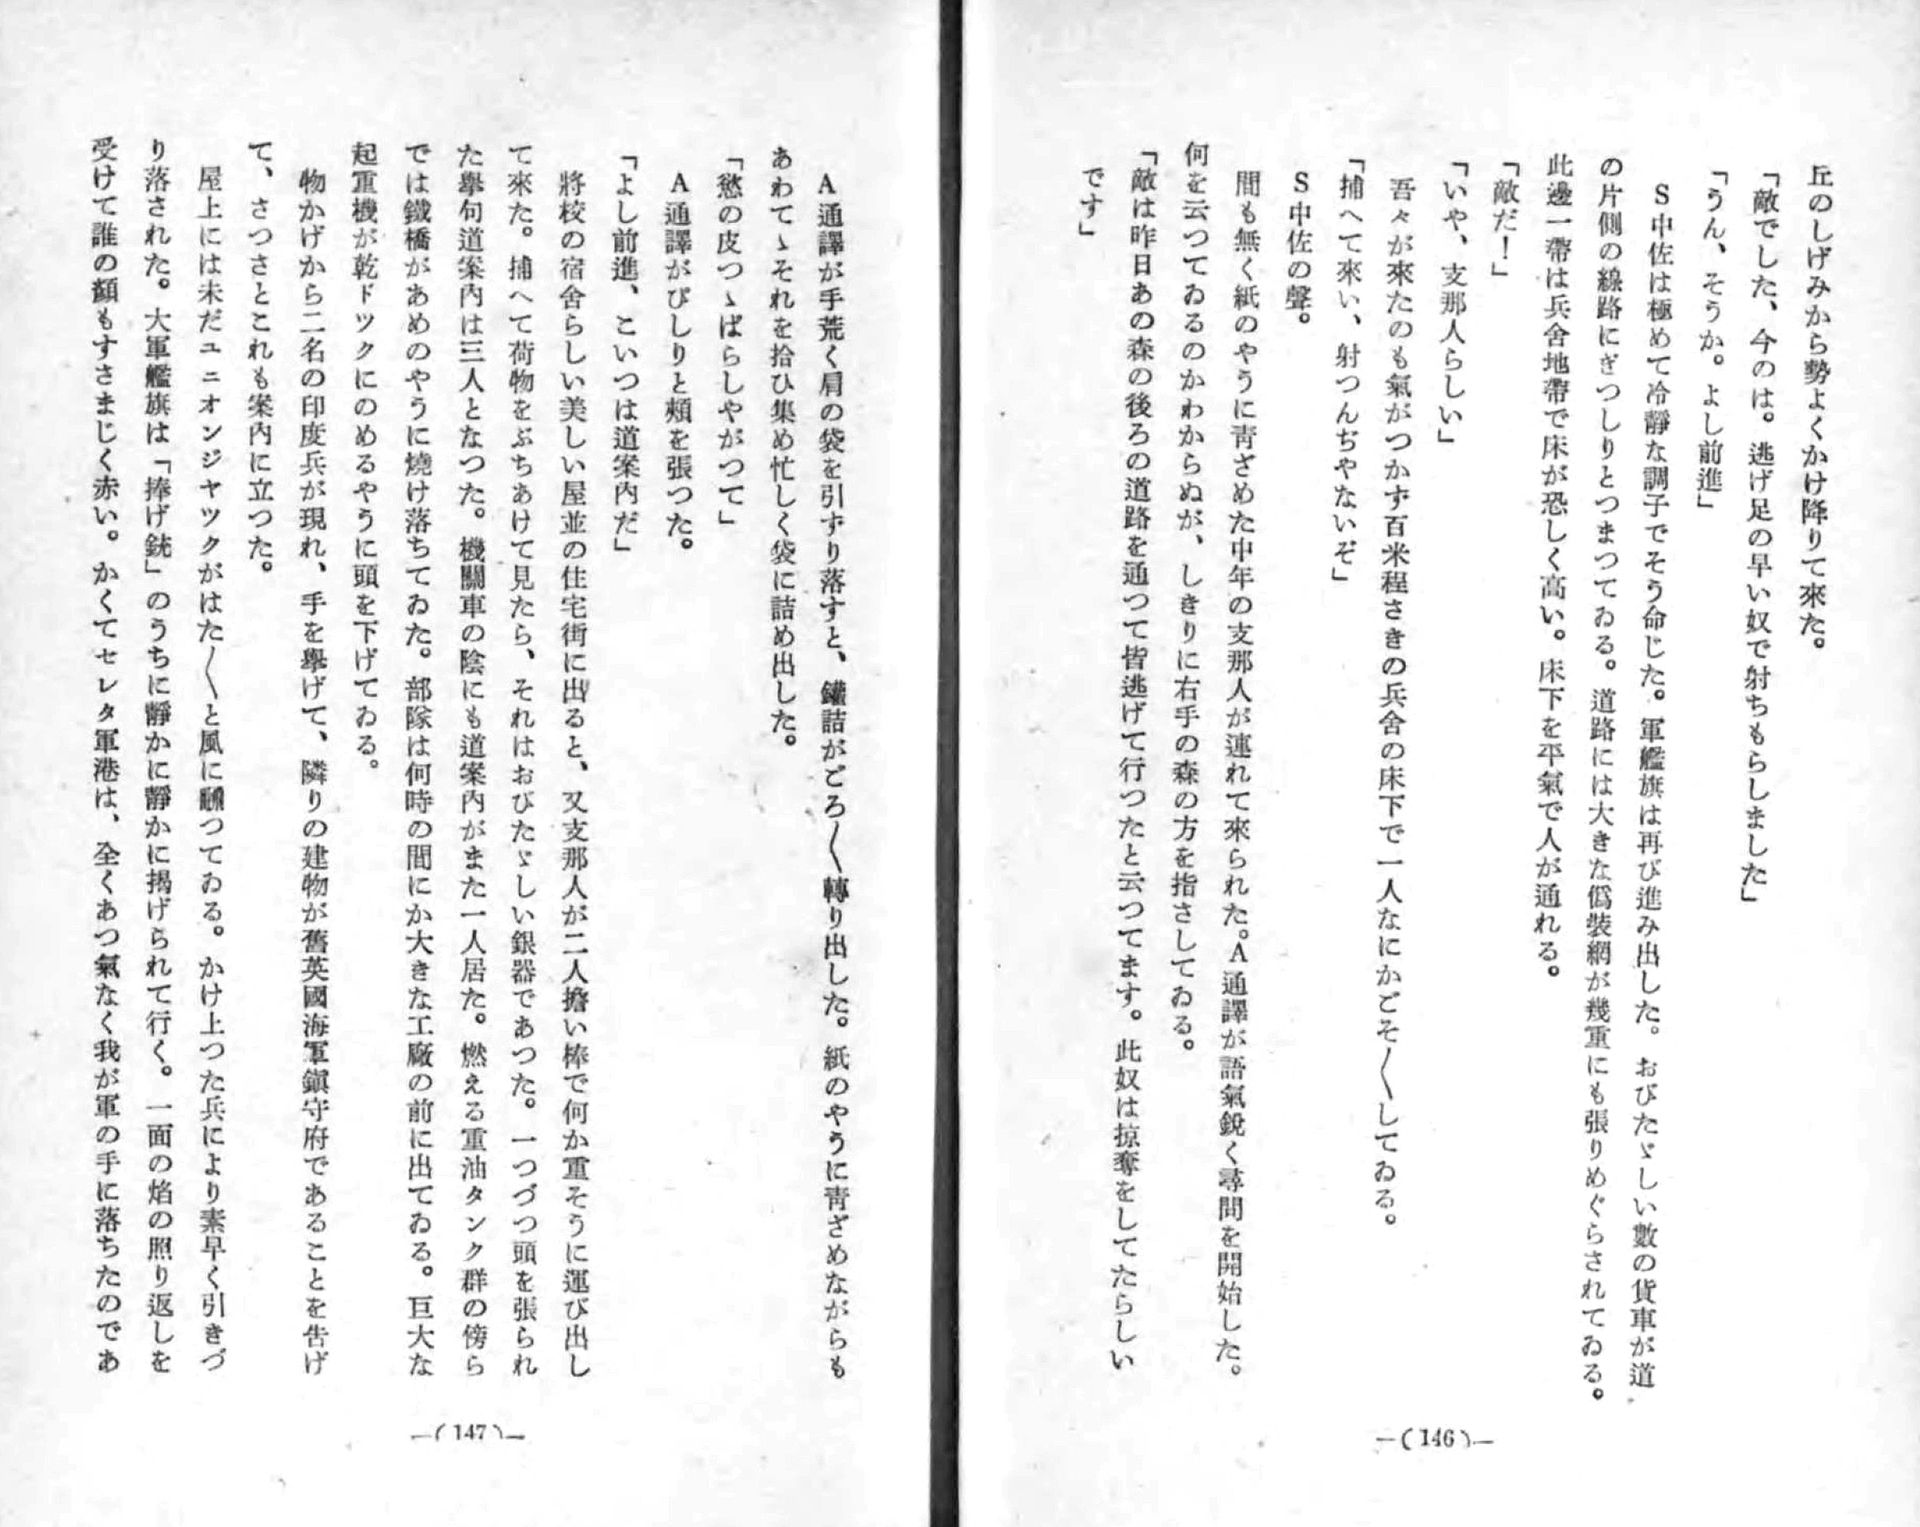 丘のしげみから勢よくかけ降りて來た。
「敵でした、今のは。逃げ足の早い奴で射ちもらしました」
「うん、そうか。よし前進」
S中佐は極めて冷靜な調子でそう命じた。軍艦旗は再び進み出した。おびたゞしい數の貨車が道
の片側の線路にぎつしりとつまつてゐる。道路には大きな僞裝網が幾重にも張りめぐらされてゐる。
此邊一帶は兵舍地帶で床が恐しく高い。床下を平氣で人が通れる。
「敵だ!」
「いや、支那人らしい」
吾々が來たのも氣がつかず百米程さきの兵舍の床下で一人なにかごそ〳〵してゐる。
「捕へて來い、射つんぢやないぞ」
S中佐の聲。
間も無く紙のやうに靑ざめた中年の支那人が連れて來られた。A通譯が語氣銳く尋問を開始した。
何を云つてゐるのかわからぬが、しきりに右手の森の方を指さしてゐる。
「敵は昨日あの森の後ろの道路を通つて皆逃げて行つたと云つてます。此奴は掠奪をしてたらしい
です」
—(146)—
A通譯が手荒く肩の袋を引ずり落すと、罐詰がごろ〳〵轉り出した。紙のやうに靑ざめながらも
あわてゝそれを拾ひ集め忙しく袋に詰め出した。
「慾の皮つゝぱらしやがつて」
A通譯がぴしりと頰を張つた。
「よし前進、こいつは道案內だ」
將校の宿舍らしい美しい屋並の住宅街に出ると、又支那人が二人擔い棒で何か重そうに運び出し
て來た。捕へて荷物をぶちあけて見たら、それはおびたゞしい銀器であつた。一つづつ頭を張られ
た擧句道案內は三人となつた。機關車の陰にも道案內がまた一人居た。燃える重油タンク群の傍ら
では鐵橋があめのやうに燒け落ちてゐた。部隊は何時の間にか大きな工廠の前に出てゐる。巨大な
起重機が乾ドツクにのめるやうに頭を下げてゐる。
物かげから二名の印度兵が現れ、手を擧げて、隣りの建物が舊英國海軍鎭守府であることを告げ
て、さつさとこれも案內に立つた。
屋上には未だユニオンジヤツクがはた〳〵と風に飜つてゐる。かけ上つた兵により素早く引きづ
り落された。大軍艦旗は「捧げ銃」のうちに靜かに靜かに揭げられて行く。一面の焰の照り返しを
受けて誰の顏もすさまじく赤い。かくてセレタ軍港は、全くあつ氣なく我が軍の手に落ちたのであ
—(147)—